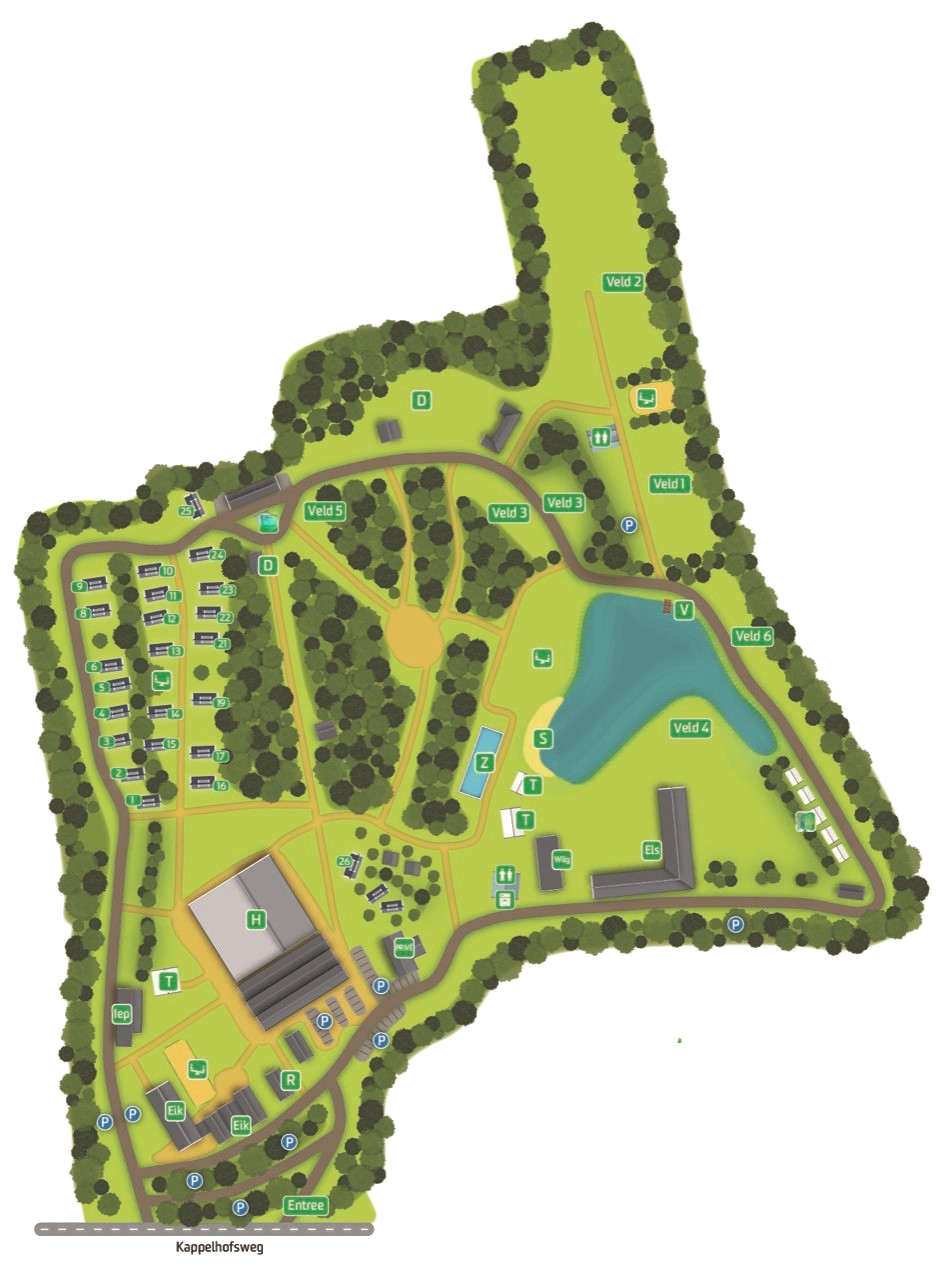 Veld 2
D
Veld 1
25
Veld 5
Veld 3
Veld 3
P
24
D
10
9
11
23
8
12
22
V
21
Veld 6
13
6
5
4
14
19
Veld 4
3
15
S
17
Z
2
16
T
1
T
Els
Wilg
26
H
P
PRIVÉ
T
P
Iep
P
P
R
Eik
P
P
Eik
P
P
Entree
P
Kappelhofsweg